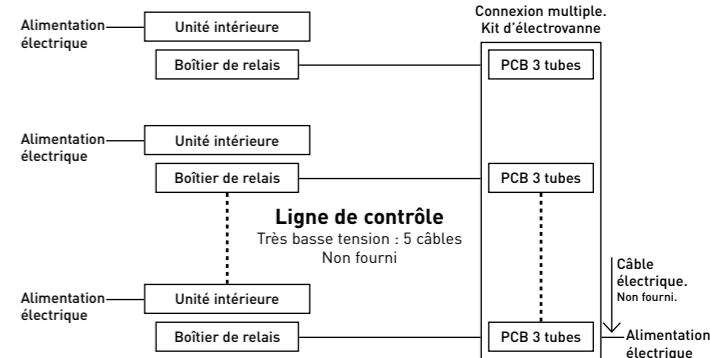 Connexion multiple.
Kit d'électrovanne
Alimentation
électrique
Unité intérieure
Boîtier de relais
PCB 3 tubes
Alimentation
électrique
Unité intérieure
Boîtier de relais
PCB 3 tubes
Ligne de contrôle
Très basse tension : 5 câbles
Non fourni
Câble
électrique.
Non fourni.
Alimentation
électrique
Unité intérieure
Boîtier de relais
PCB 3 tubes
Alimentation
électrique